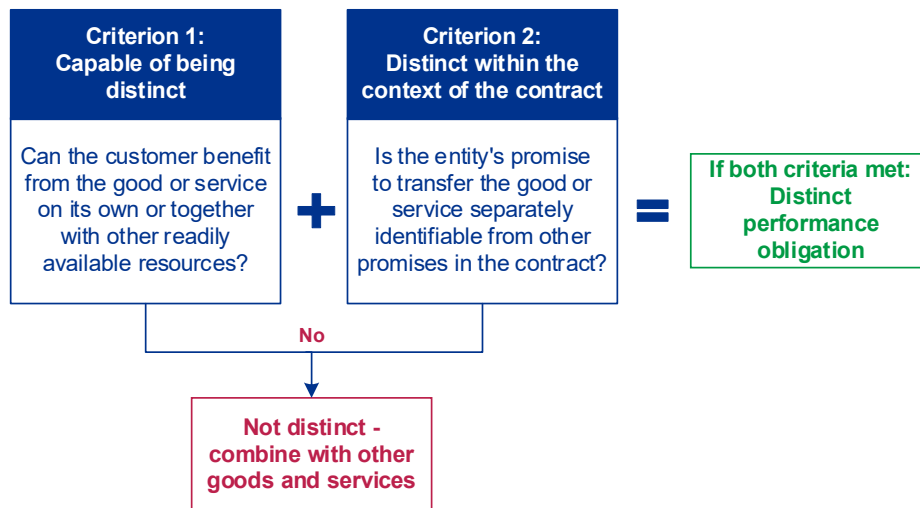 Criterion 1:
Capable of being
distinct
Can the customer benefit
from the good or service
on its own or together
with other readily
available resources?
+
Criterion 2:
Distinct within the
context of the contract
Is the entity's promise
to transfer the good or
service separately
identifiable from other
promises in the contract?
=
If both criteria met:
Distinct
performance
obligation
No
Not distinct -
combine with other
goods and services